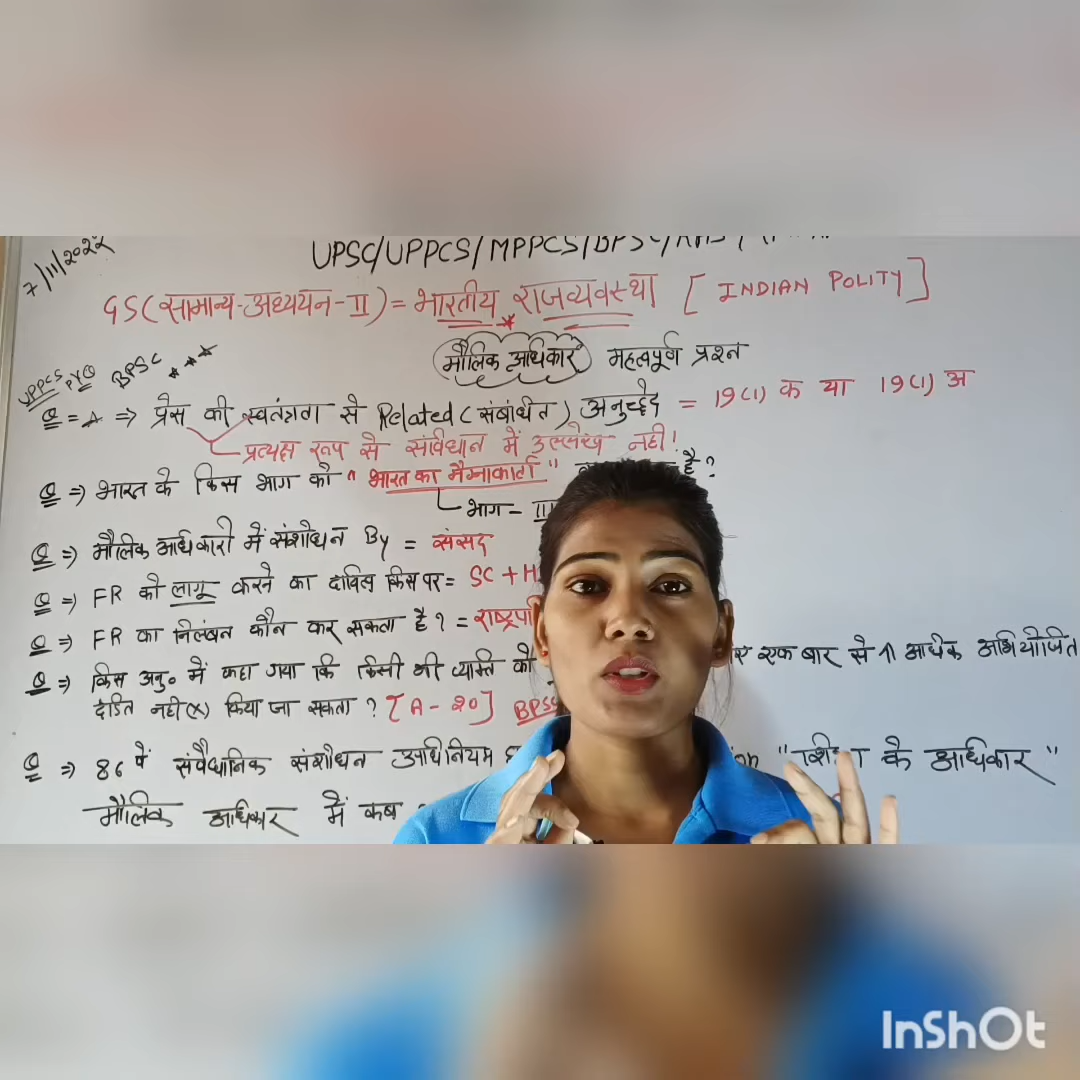 7/11/2022
UPSC/UPPCS/MPPCS/BPSC/
GS(सामान्य-अध्ययन-II) = भारतीय राजव्यवस्था [INDIAN POLITY]
मौलिक अधिकार महत्वपूर्ण प्रश्न
UPPCS PYQ BPSC
Q = A ⇒ प्रेस की स्वतंत्रता से Related (संबंधित) अनुच्छेद = 19(1) क या 19(1) अ
प्रत्यक्ष रूप से संविधान में उल्लेख नही!
Q ⇒ भारत के किस भाग को "भारत का मैग्नाकार्टा" है?
भाग - III
Q ⇒ मौलिक अधिकारो में संशोधन By = संसद
Q ⇒ FR को लागू करने का दायित्व किस पर = SC + H
Q ⇒ FR का निलंबन कौन कर सकता है? = राष्ट्रपति
Q ⇒ किस अनु० में कहा गया कि किसी भी व्यक्ति को एक बार से अधिक अभियोजित
दंडित नही(x) किया जा सकता? [A - 20] BPSC
Q ⇒ 86 वें संवैधानिक संशोधन अधिनियम "शिक्षा के अधिकार"
मौलिक अधिकार में कब
InShOt